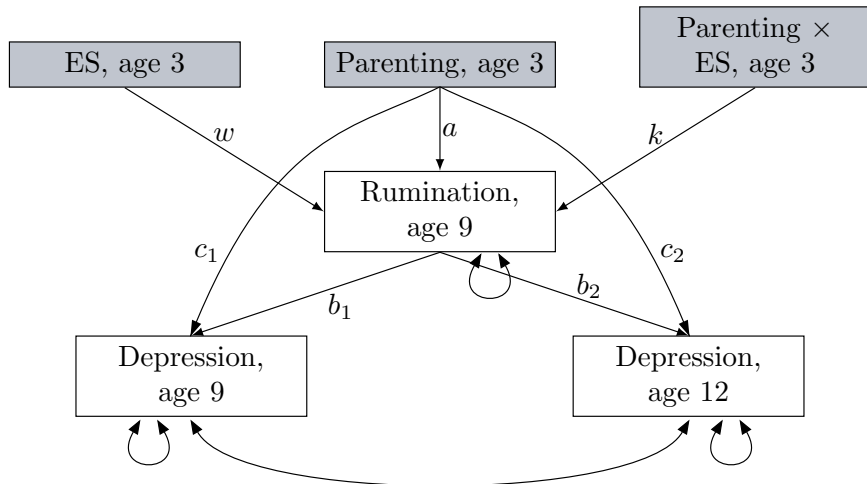 ES, age 3
Parenting, age 3
Parenting ×
ES, age 3
w
a
k
Rumination,
age 9
c₁
c₂
b₁
b₂
Depression,
age 9
Depression,
age 12